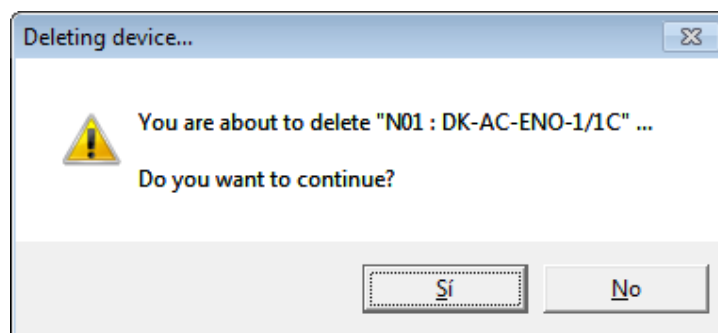 Deleting device...
You are about to delete "N01 : DK-AC-ENO-1/1C" ...
Do you want to continue?
Sí
No